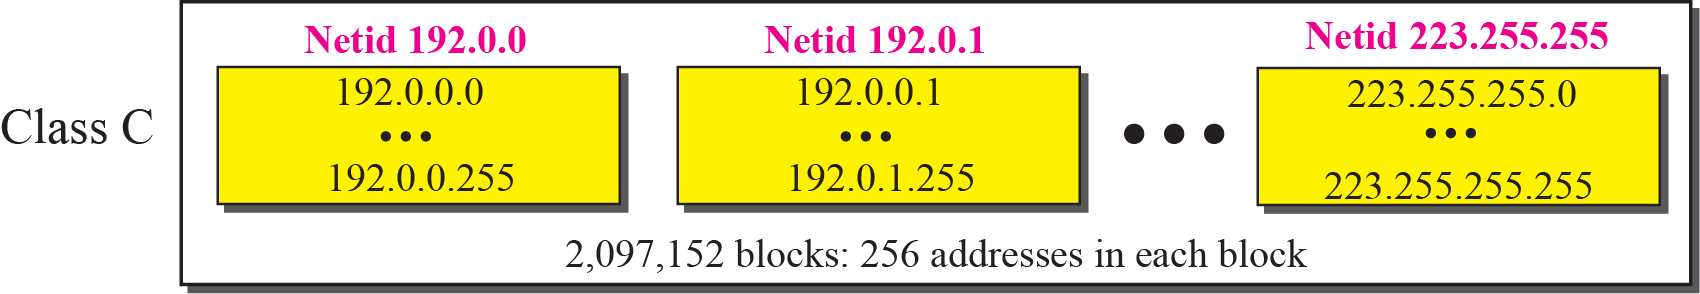 Class C
Netid 192.0.0
192.0.0.0
•••
192.0.0.255
Netid 192.0.1
192.0.0.1
•••
192.0.1.255
•••
Netid 223.255.255
223.255.255.0
•••
223.255.255.255
2,097,152 blocks: 256 addresses in each block